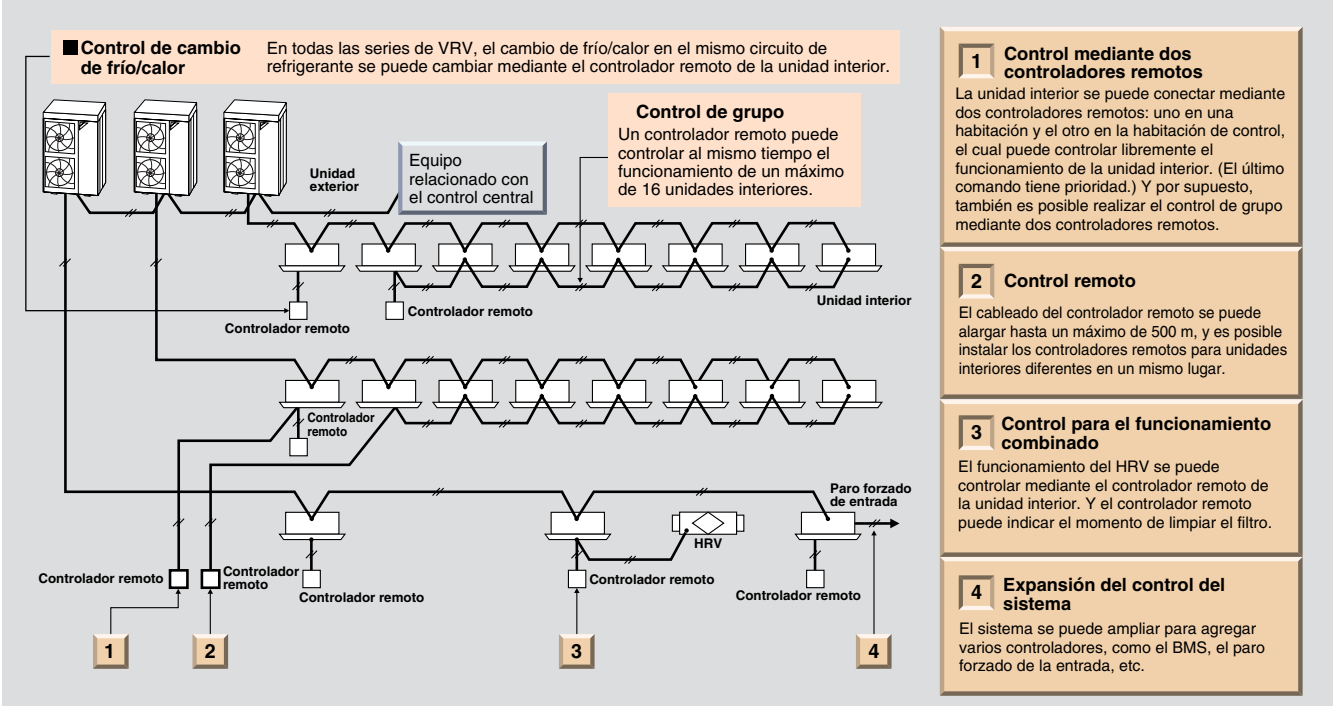 Control de cambio
de frío/calor
En todas las series de VRV, el cambio de frío/calor en el mismo circuito de
refrigerante se puede cambiar mediante el controlador remoto de la unidad interior.
Control de grupo
Un controlador remoto puede
controlar al mismo tiempo el
funcionamiento de un máximo
de 16 unidades interiores.
Unidad
exterior
Equipo
relacionado con
el control central
Unidad interior
Controlador remoto
Controlador remoto
Controlador
remoto
Paro forzado
de entrada
HRV
Controlador remoto
Controlador
remoto
Controlador remoto
Controlador remoto
Controlador remoto
1
2
3
4
1
Control mediante dos
controladores remotos
La unidad interior se puede conectar mediante
dos controladores remotos: uno en una
habitación y el otro en la habitación de control,
el cual puede controlar libremente el
funcionamiento de la unidad interior. (El último
comando tiene prioridad.) Y por supuesto,
también es posible realizar el control de grupo
mediante dos controladores remotos.
2
Control remoto
El cableado del controlador remoto se puede
alargar hasta un máximo de 500 m, y es posible
instalar los controladores remotos para unidades
interiores diferentes en un mismo lugar.
3
Control para el funcionamiento
combinado
El funcionamiento del HRV se puede
controlar mediante el controlador remoto de
la unidad interior. Y el controlador remoto
puede indicar el momento de limpiar el filtro.
4
Expansión del control del
sistema
El sistema se puede ampliar para agregar
varios controladores, como el BMS, el paro
forzado de la entrada, etc.